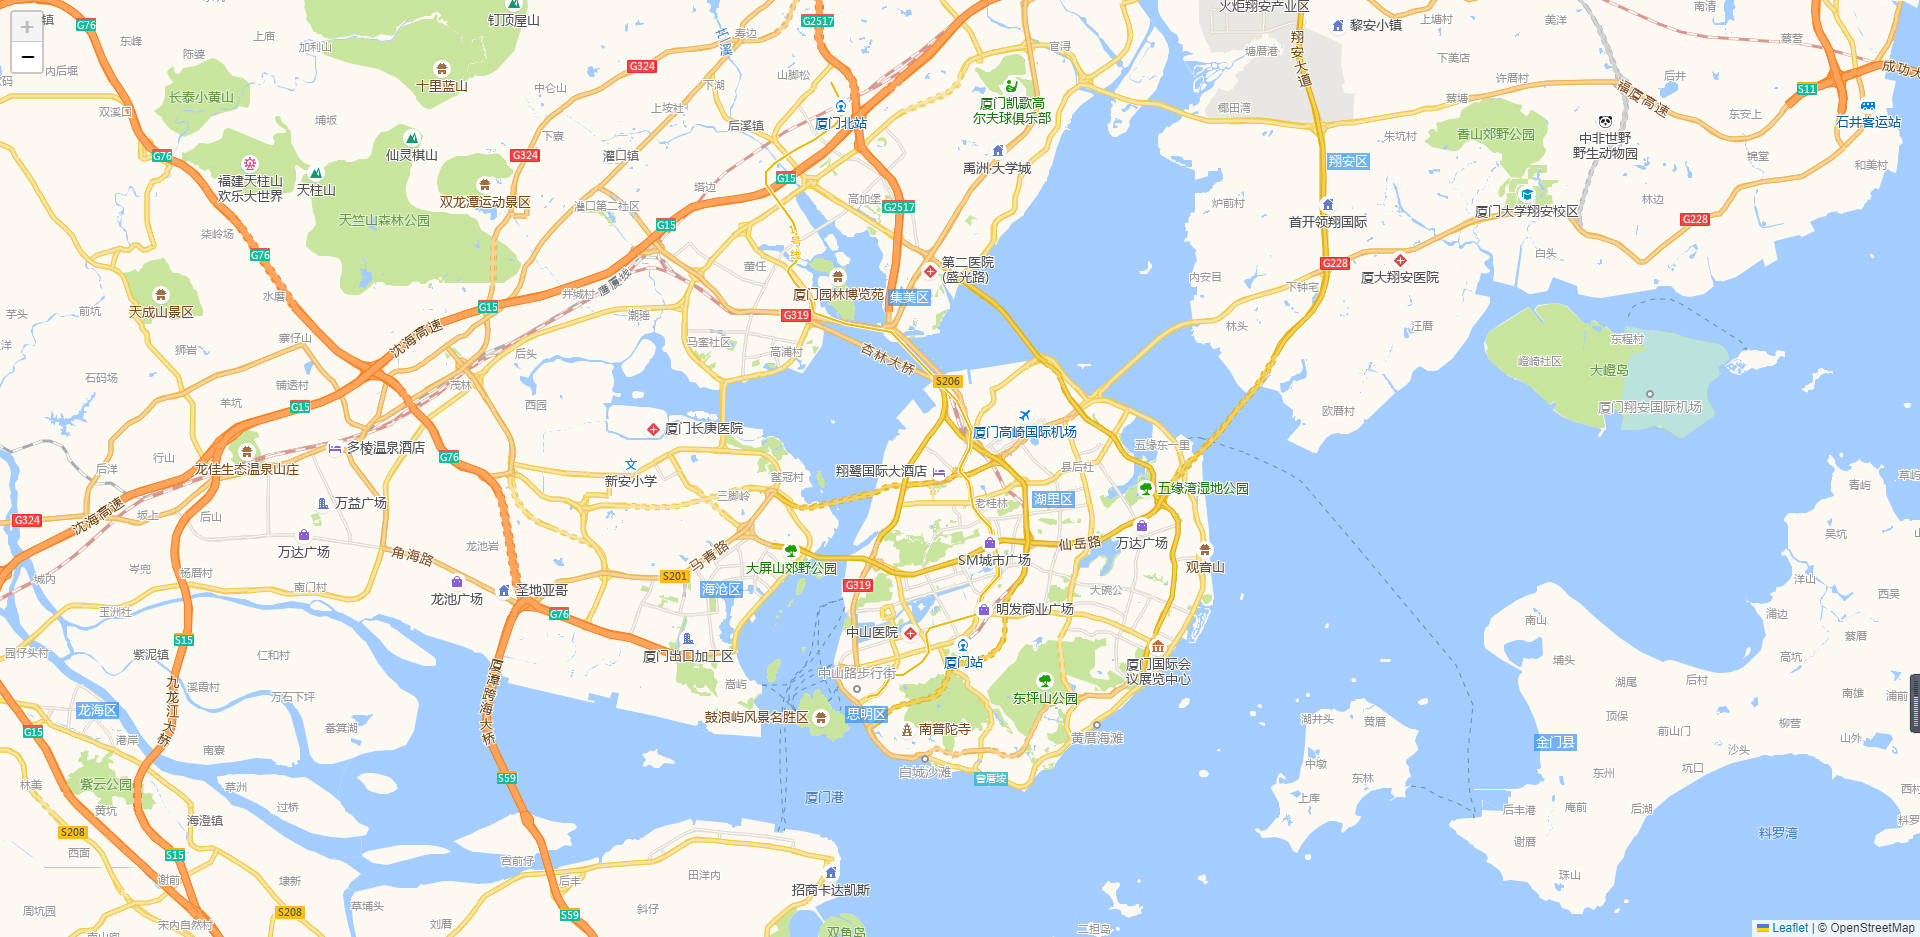 钉顶屋山
火炬翔安产业区
镇
G76
东峰
上庙
加利山
江溪
寿边
G2517
官浔
翔安大道
黎安小镇
上塘村
美洋
南清
蔡营
+
−
内后堀
陈婆
G324
塘厝港
下美店
后井
成功大
十里蓝山
山脚松
下湖
许厝村
S11
长泰小黄山
双溪口
中仑山
上垵社
厦门凯歌高
尔夫球俱乐部
椰田湾
蔡塘
福厦高速
东安上
石井客运站
埔坂
后溪镇
厦门北站
下寮
朱坑村
香山郊野公园
中非世野
野生动物园
G76
仙灵棋山
G324
灌口镇
禹洲·大学城
翔安区
锦堂
和美村
福建天柱山
欢乐大世界
天柱山
塔边
G15
双龙潭运动景区
高加堡
G2517
炉前村
厦门大学翔安校区
林边
天竺山森林公园
灌口第二社区
G15
首开领翔国际
G228
柒岭场
G76
董任
第二医院
(盛光路)
G228
白头
厦大翔安医院
水磨
井城村
内安目
下钟宅
天成山景区
厦门园林博览苑
集美区
芋头
前坑
G15
潮瑶
G319
林头
汪厝
沈海高速
寨仔山
马銮社区
高浦村
杏林大桥
东程村
狮岩
后头
嶝崎社区
大嶝岛
石码场
铺透村
茂林
S206
羊坑
G15
西园
厦门翔安国际机场
欧厝村
厦门高崎国际机场
厦门长庚医院
多棱温泉酒店
五缘东一里
行山
G76
龙佳生态温泉山庄
后洋
新安小学
翔鹭国际大酒店
县后社
鳌冠村
青屿
五缘湾湿地公园
三脚岭
湖里区
老桂林
万益广场
沈海高速
G324
坂上
后山
吴坑
万达广场
龙池岩
角海路
马青路
SM城市广场
仙岳路
万达广场
观音山
大屏山郊野公园
城内
岑兜
杨厝村
南门村
龙池广场
圣地亚哥
S201
海沧区
G319
大碗公
洋山
西吴
浦边
玉洲社
G76
明发商业广场
中山医院
南山
蔡厝
S15
园仔头村
紫泥镇
仁和村
厦门出口加工区
厦门站
厦门国际会
议展览中心
埔头
高坑
厦漳跨海大桥
中山路步行街
溪霞村
九龙江大桥
万石下坪
嵩屿
东坪山公园
湖尾
后村
南雄
浦前
龙海区
番箕湖
鼓浪屿风景名胜区
思明区
南普陀寺
湖井头
黄厝
顶保
柳营
G15
港岸
南寮
黄厝海滩
前山门
金门县
沙头
山外
白城沙滩
曾厝垵
中墩
坑口
东州
林美
紫云公园
草洲
S59
东林
西村
黄坑
过桥
厦门港
上库
后丰港
庵前
后湖
S208
海澄镇
料罗湾
料罗
谢厝
西面
S15
宫前仔
谢前
埭新
后丰
田洋内
招商卡达凯斯
珠山
周坑园
S208
草埔头
刘厝
S59
斜仔
宋内自然村
双鱼岛
二担岛
Leaflet | © OpenStreetMap